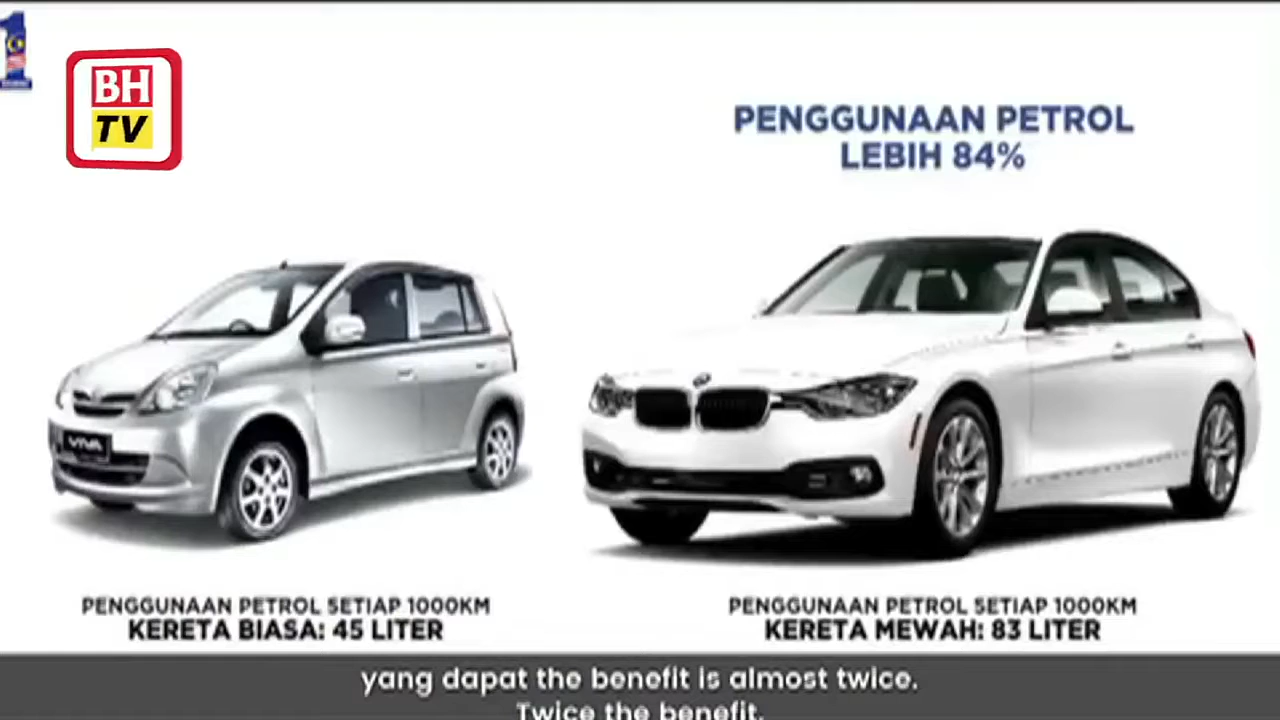 1
BH
TV
PENGGUNAAN PETROL
LEBIH 84%
VIVA
PENGGUNAAN PETROL SETIAP 1000KM
KERETA BIASA: 45 LITER
PENGGUNAAN PETROL SETIAP 1000KM
KERETA MEWAH: 83 LITER
yang dapat the benefit is almost twice.
Twice the benefit.